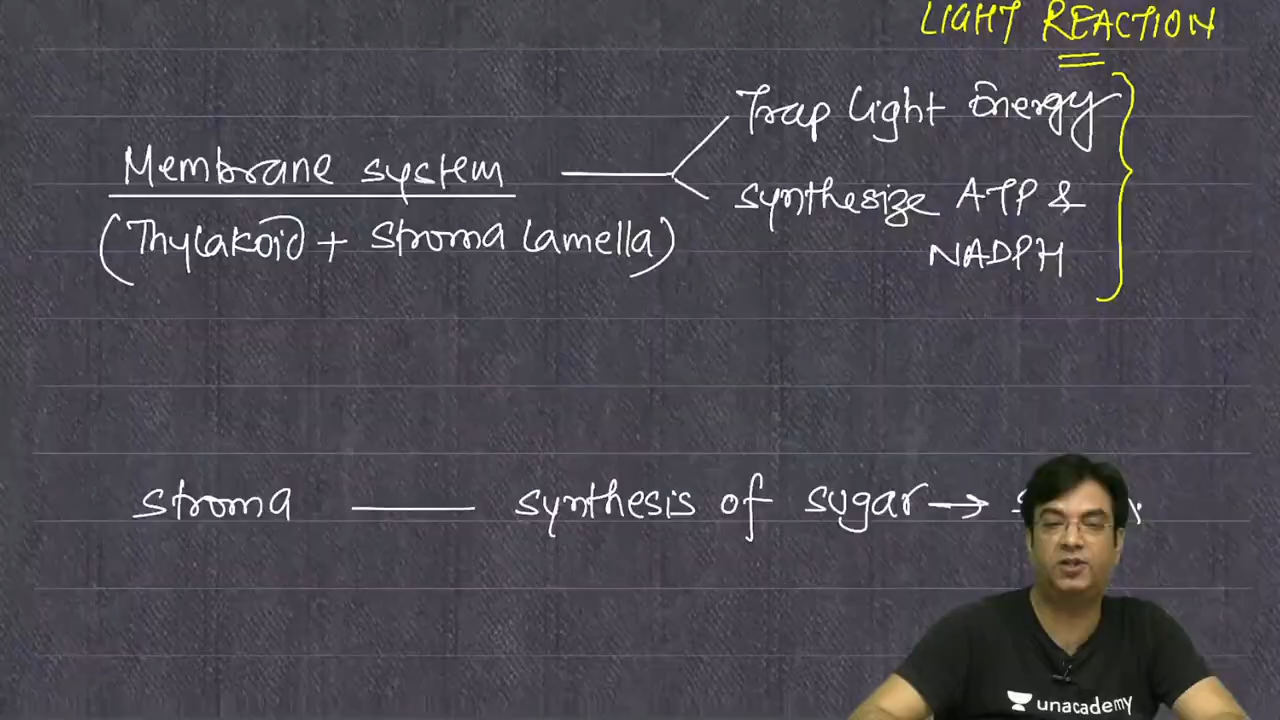 LIGHT REACTION
Trap Light Energy
Membrane system
(Thylakoid + stroma lamella)
synthesize ATP &
NADPH
stroma synthesis of sugar →
unacademy